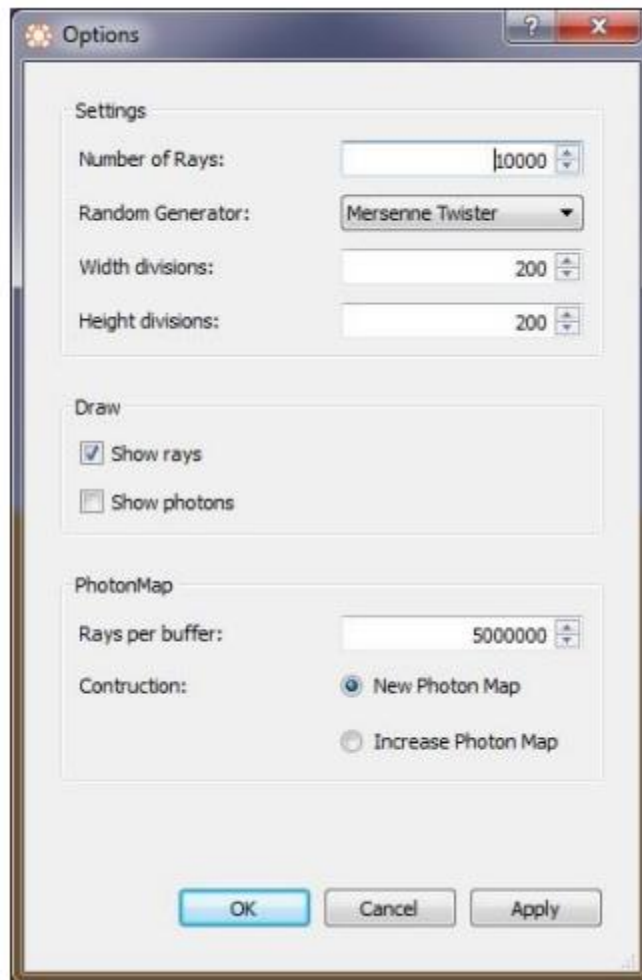 Options
Settings
Number of Rays: 10000
Random Generator: Mersenne Twister
Width divisions: 200
Height divisions: 200
Draw
Show rays
Show photons
PhotonMap
Rays per buffer: 5000000
Contruction: New Photon Map
Increase Photon Map
OK Cancel Apply